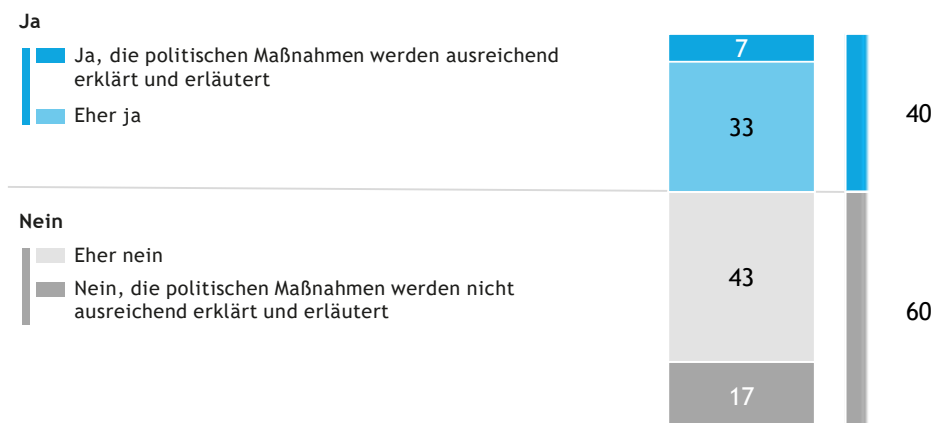 Ja
Ja, die politischen Maßnahmen werden ausreichend
erklärt und erläutert
Eher ja
7
33
40
Nein
Eher nein
Nein, die politischen Maßnahmen werden nicht
ausreichend erklärt und erläutert
43
60
17